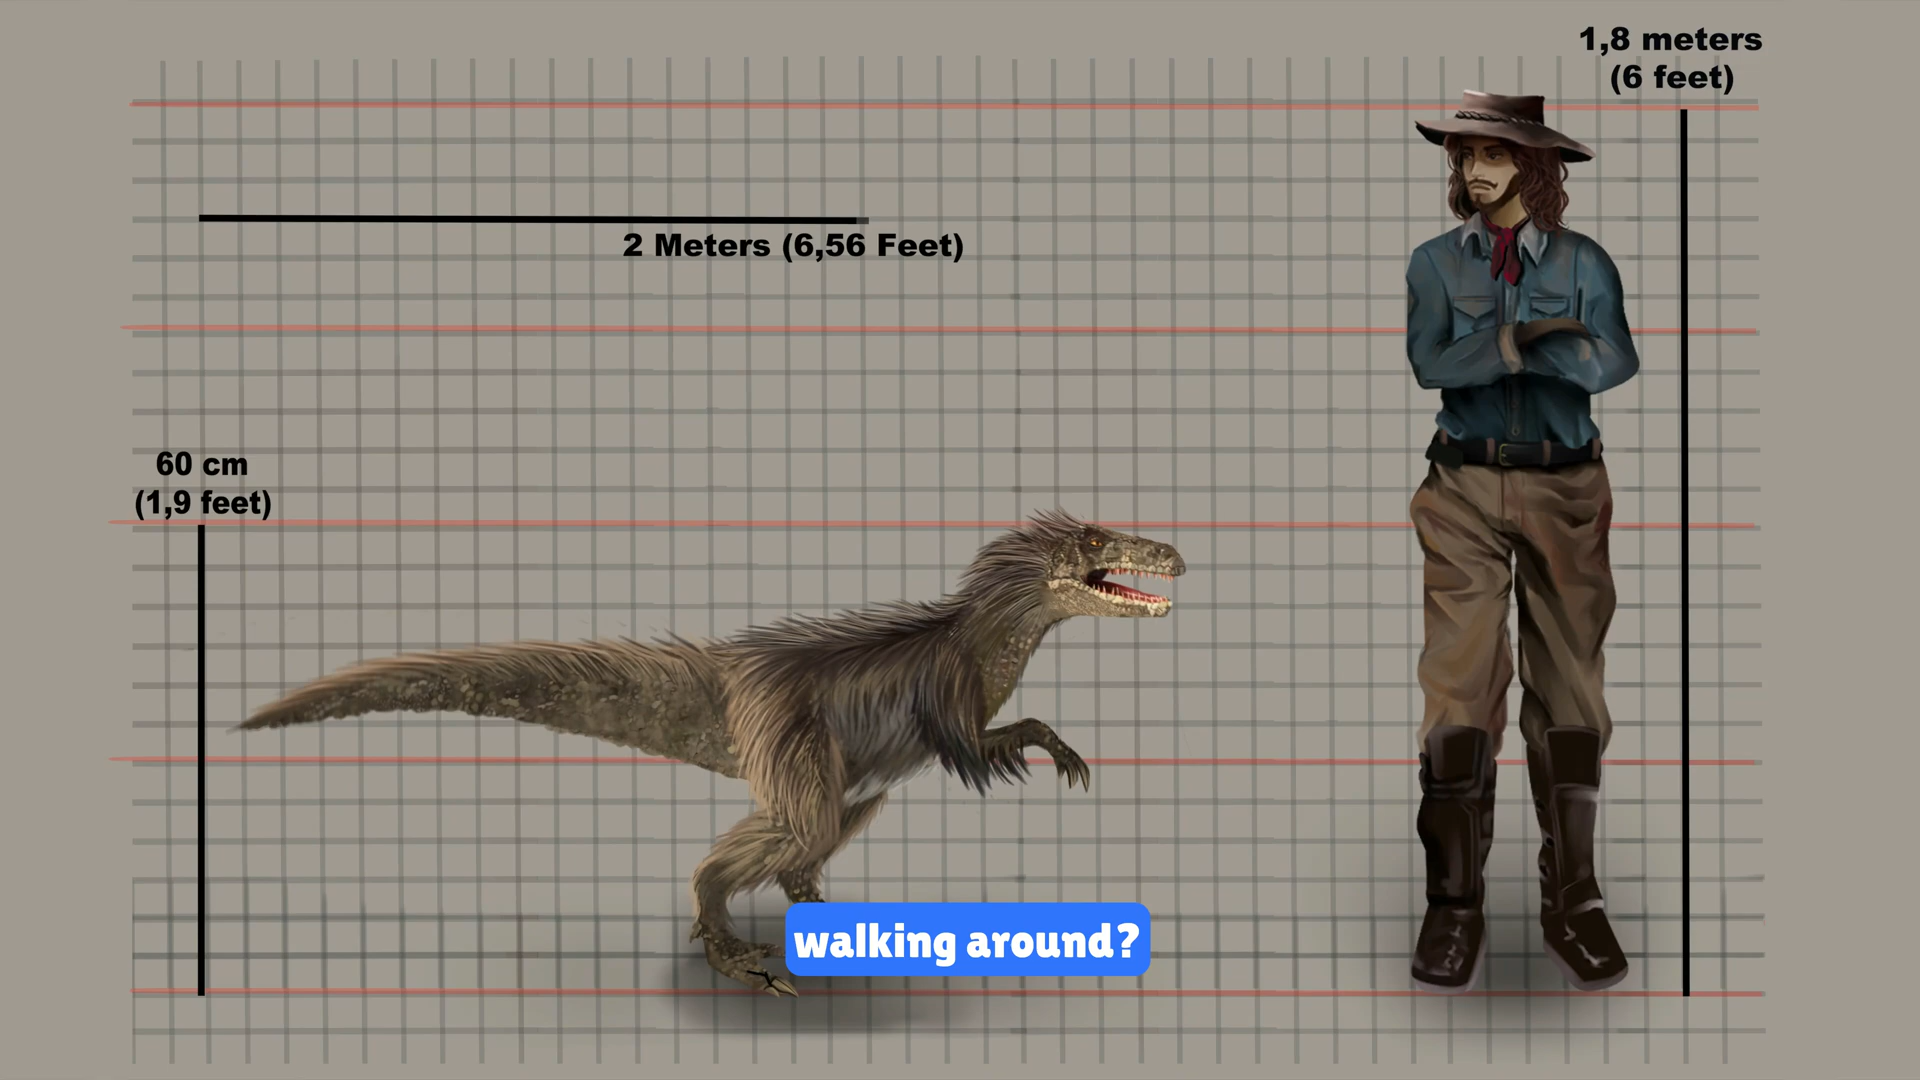 1,8 meters
(6 feet)
2 Meters (6,56 Feet)
60 cm
(1,9 feet)
walking around?